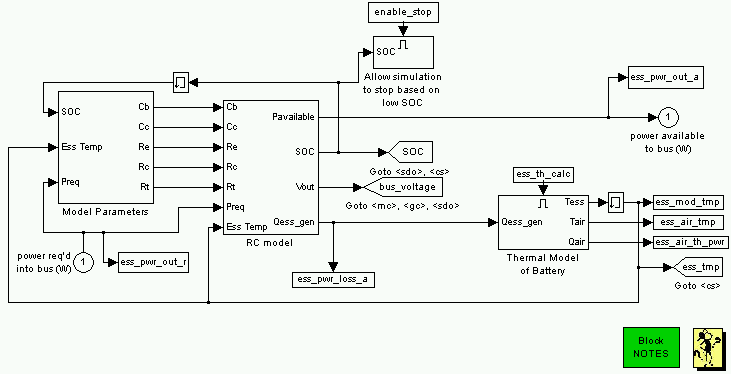 enable_stop
SOC
Allow simulation
to stop based on
low SOC
ess_pwr_out_a
SOC
Ess Temp
Preq
Cb
Cc
Re
Rc
Rt
Model Parameters
Cb
Cc
Re
Rc
Rt
Preq
Ess Temp
Pavailable
SOC
Vout
Qess_gen
RC model
1
power available
to bus (W)
SOC
Goto <sdo>, <cs>
bus_voltage
Goto <mc>, <gc>, <sdo>
ess_th_calc
Qess_gen
Tess
Tair
Qair
Thermal Model
of Battery
ess_mod_tmp
ess_air_tmp
ess_air_th_pwr
ess_tmp
Goto <cs>
power req'd
into bus (W)
1
ess_pwr_out_r
ess_pwr_loss_a
Block
NOTES